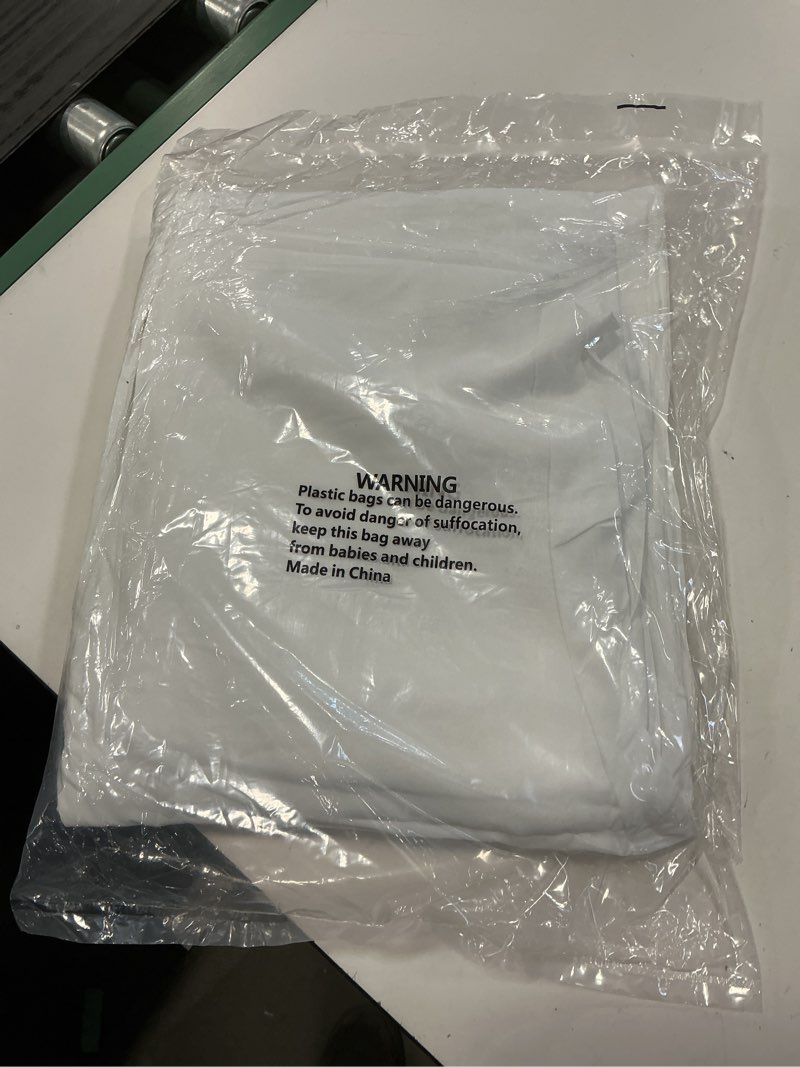 WARNING
Plastic bags can be dangerous.
To avoid danger of suffocation,
keep this bag away
from babies and children.
Made in China